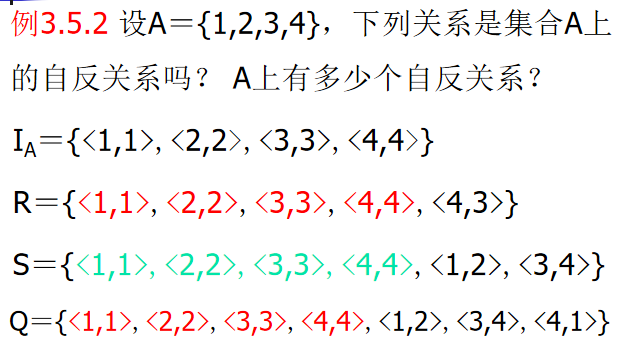 例3.5.2 设A＝{1,2,3,4}，下列关系是集合A上
的自反关系吗？ A上有多少个自反关系？
I_A＝{<1,1>, <2,2>, <3,3>, <4,4>}
R＝{<1,1>, <2,2>, <3,3>, <4,4>, <4,3>}
S＝{<1,1>, <2,2>, <3,3>, <4,4>, <1,2>, <3,4>}
Q＝{<1,1>, <2,2>, <3,3>, <4,4>, <1,2>, <3,4>, <4,1>}